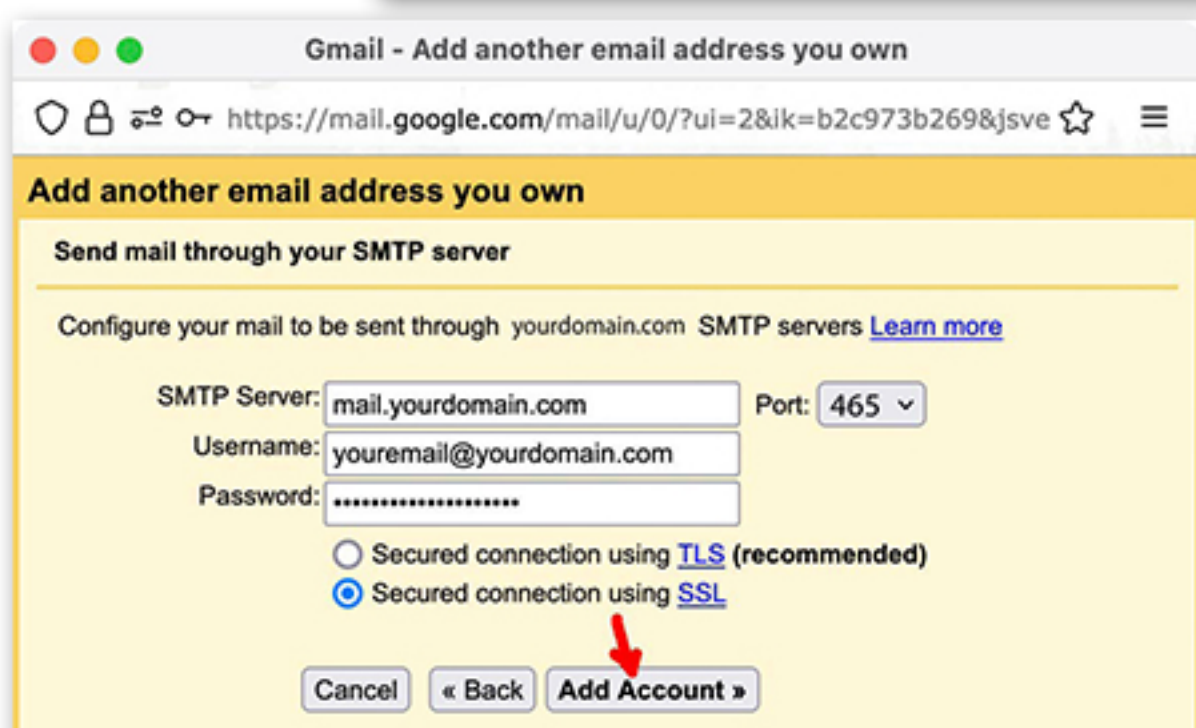 Gmail - Add another email address you own
https://mail.google.com/mail/u/0/?ui=2&ik=b2c973b269&jsve
Add another email address you own
Send mail through your SMTP server
Configure your mail to be sent through yourdomain.com SMTP servers Learn more
SMTP Server: mail.yourdomain.com Port: 465
Username: youremail@yourdomain.com
Password: ••••••••••••••••••••
Secured connection using TLS (recommended)
Secured connection using SSL
Cancel « Back Add Account »